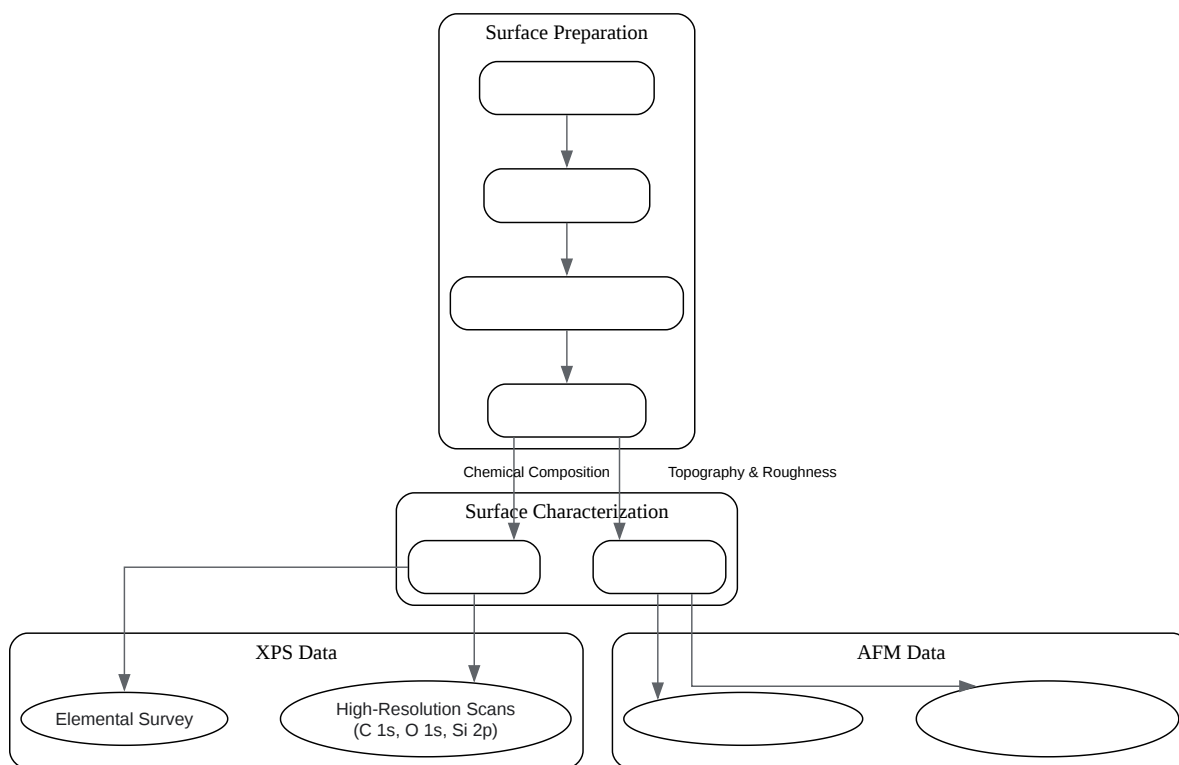 Surface Preparation
Chemical Composition
Topography & Roughness
Surface Characterization
XPS Data
AFM Data
Elemental Survey
High-Resolution Scans
(C 1s, O 1s, Si 2p)